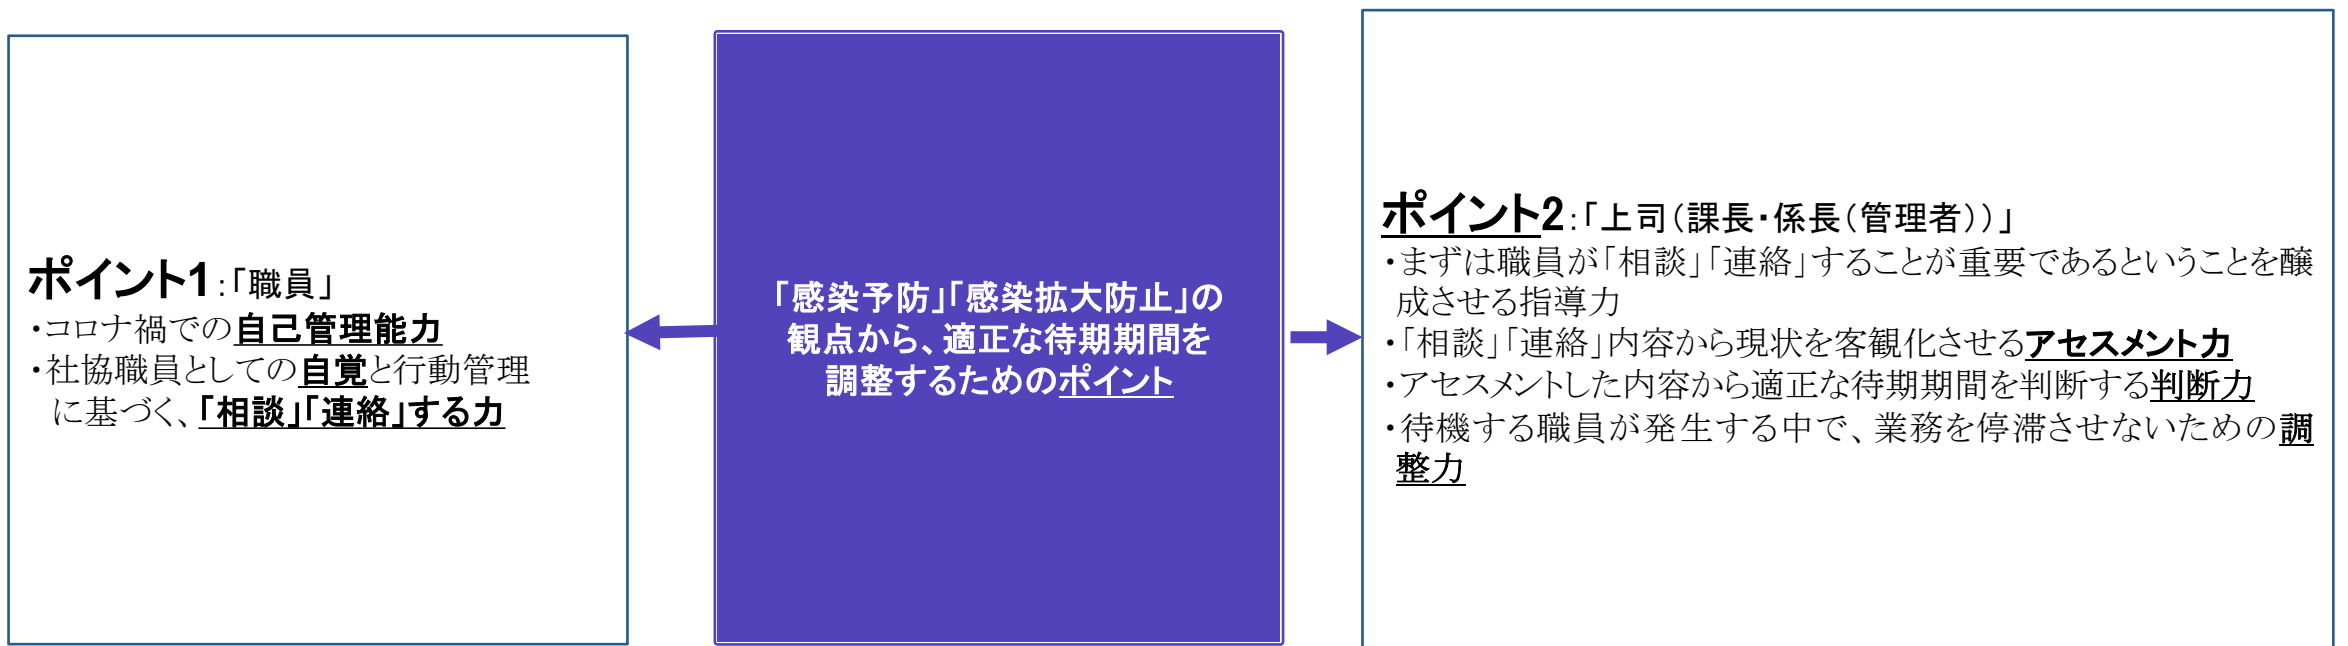 ポイント1:「職員」
・コロナ禍での自己管理能力
・社協職員としての自覚と行動管理
に基づく、「相談」「連絡」する力
「感染予防」「感染拡大防止」の
観点から、適正な待期期間を
調整するためのポイント
ポイント2:「上司(課長・係長(管理者))」
・まずは職員が「相談」「連絡」することが重要であるということを醸
成させる指導力
・「相談」「連絡」内容から現状を客観化させるアセスメント力
・アセスメントした内容から適正な待期期間を判断する判断力
・待機する職員が発生する中で、業務を停滞させないための調
整力